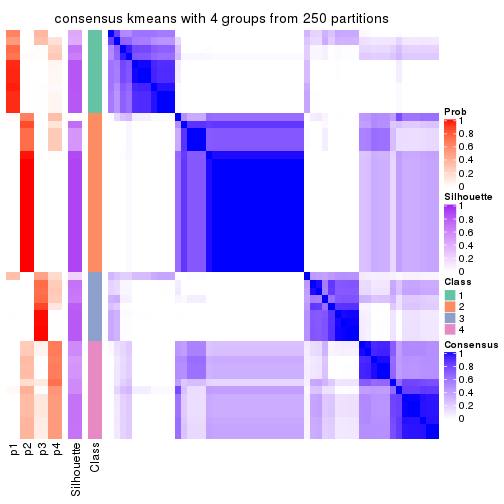 consensus kmeans with 4 groups from 250 partitions
Prob
1
0.8
0.6
0.4
0.2
0
Silhouette
1
0.8
0.6
0.4
0.2
0
Class
1
2
3
4
Consensus
1
0.8
0.6
0.4
0.2
0
p1
p2
p3
p4
Silhouette
Class